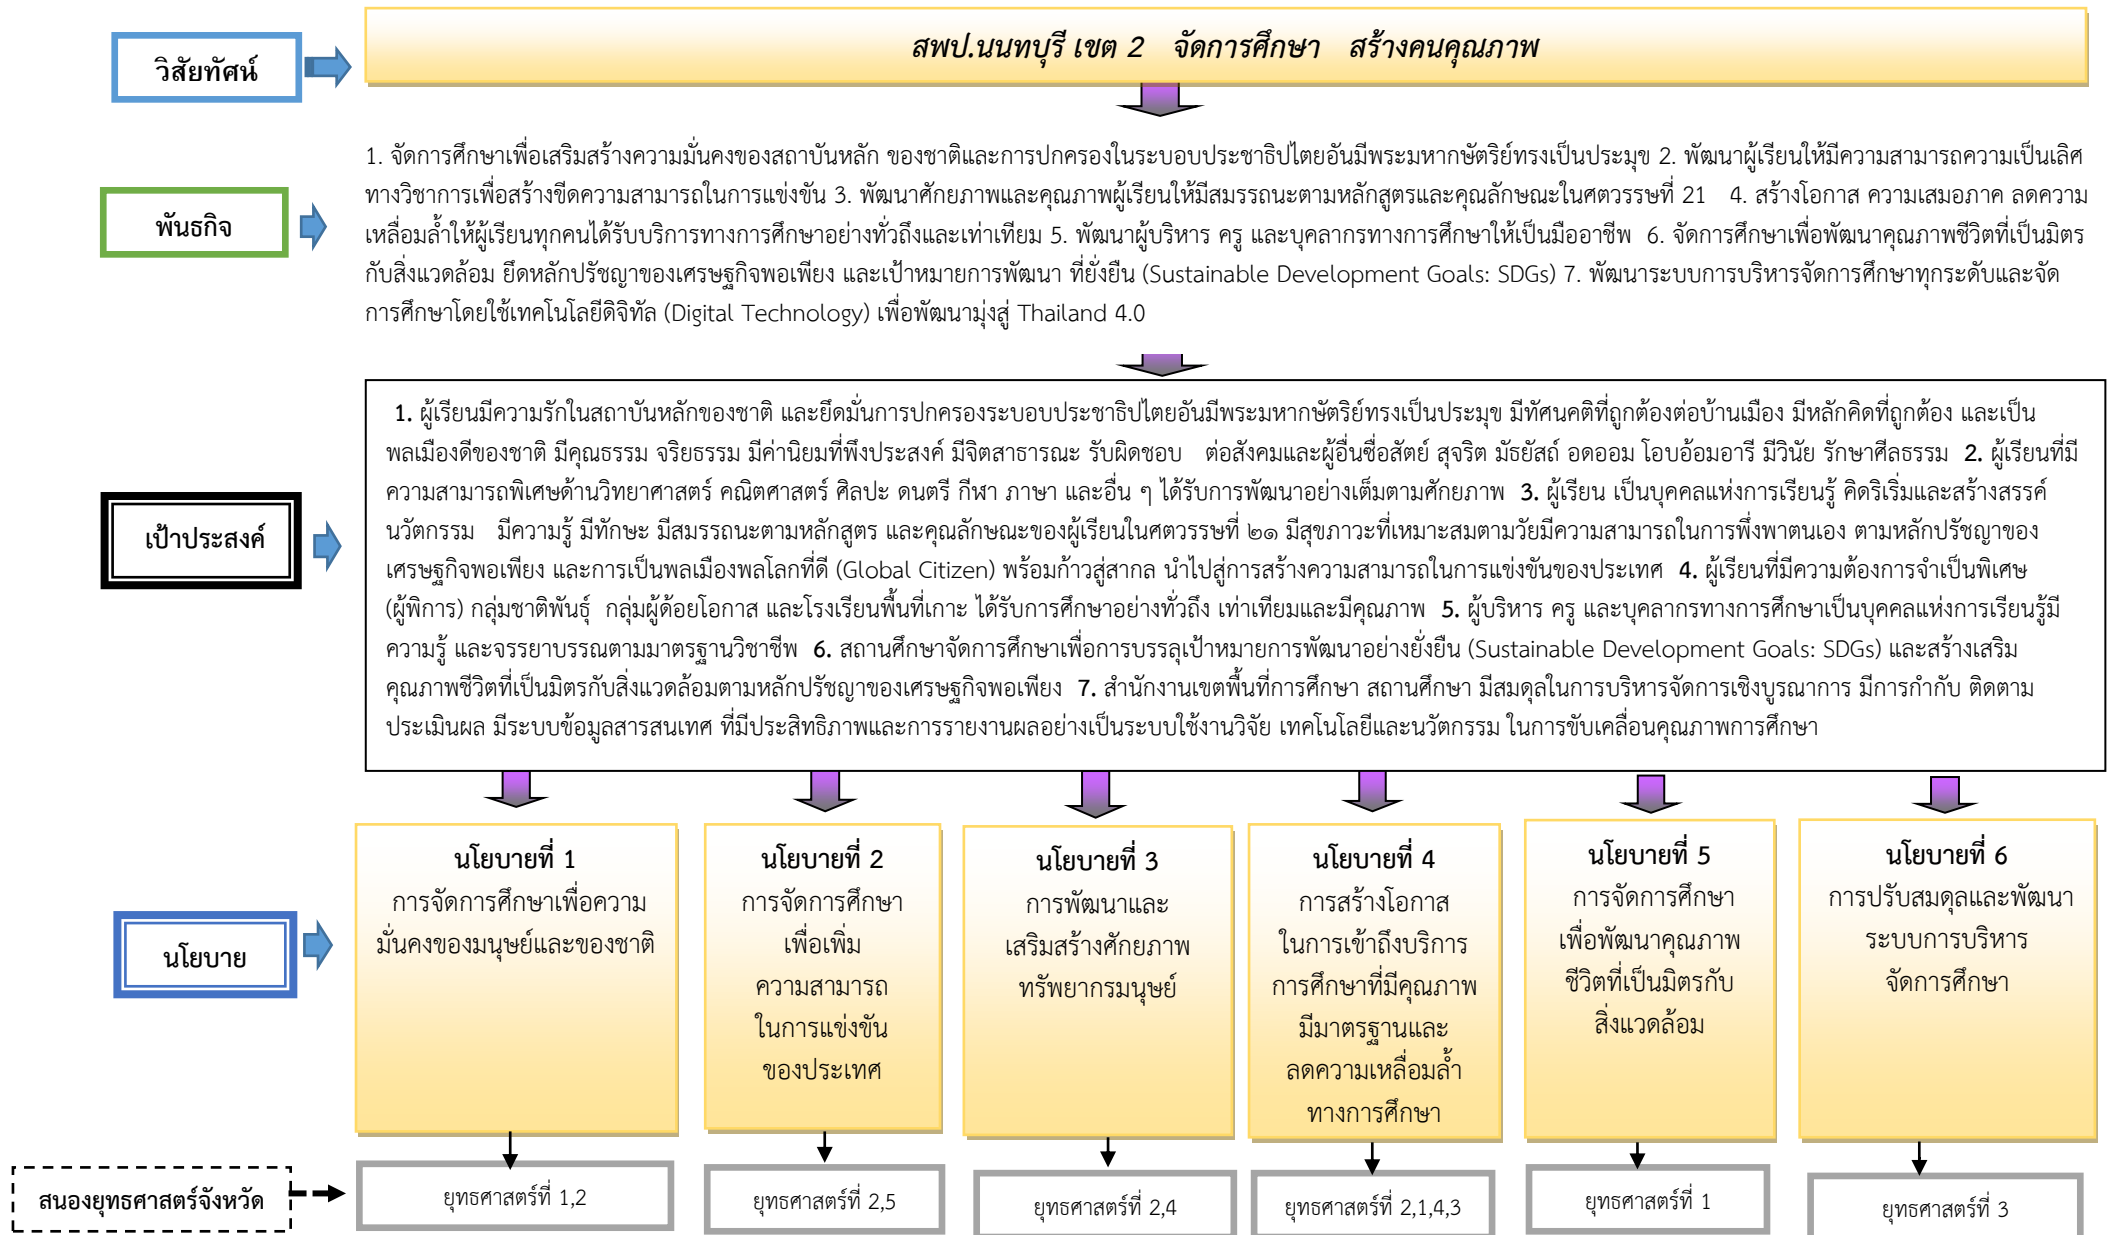 วิสัยทัศน์
สพป.นนทบุรี เขต 2 จัดการศึกษา สร้างคนคุณภาพ
พันธกิจ
1. จัดการศึกษาเพื่อเสริมสร้างความมั่นคงของสถาบันหลัก ของชาติและการปกครองในระบอบประชาธิปไตยอันมีพระมหากษัตริย์ทรงเป็นประมุข 2. พัฒนาผู้เรียนให้มีความสามารถความเป็นเลิศ
ทางวิชาการเพื่อสร้างขีดความสามารถในการแข่งขัน 3. พัฒนาศักยภาพและคุณภาพผู้เรียนให้มีสมรรถนะตามหลักสูตรและคุณลักษณะในศตวรรษที่ 21 4. สร้างโอกาส ความเสมอภาค ลดความ
เหลื่อมล้ำให้ผู้เรียนทุกคนได้รับบริการทางการศึกษาอย่างทั่วถึงและเท่าเทียม 5. พัฒนาผู้บริหาร ครู และบุคลากรทางการศึกษาให้เป็นมืออาชีพ 6. จัดการศึกษาเพื่อพัฒนาคุณภาพชีวิตที่เป็นมิตร
กับสิ่งแวดล้อม ยึดหลักปรัชญาของเศรษฐกิจพอเพียง และเป้าหมายการพัฒนา ที่ยั่งยืน (Sustainable Development Goals: SDGs) 7. พัฒนาระบบการบริหารจัดการศึกษาทุกระดับและจัด
การศึกษาโดยใช้เทคโนโลยีดิจิทัล (Digital Technology) เพื่อพัฒนามุ่งสู่ Thailand 4.0
เป้าประสงค์
1. ผู้เรียนมีความรักในสถาบันหลักของชาติ และยึดมั่นการปกครองระบอบประชาธิปไตยอันมีพระมหากษัตริย์ทรงเป็นประมุข มีทัศนคติที่ถูกต้องต่อบ้านเมือง มีหลักคิดที่ถูกต้อง และเป็น
พลเมืองดีของชาติ มีคุณธรรม จริยธรรม มีค่านิยมที่พึงประสงค์ มีจิตสาธารณะ รับผิดชอบ ต่อสังคมและผู้อื่นซื่อสัตย์ สุจริต มัธยัสถ์ อดออม โอบอ้อมอารี มีวินัย รักษาศีลธรรม 2. ผู้เรียนที่มี
ความสามารถพิเศษด้านวิทยาศาสตร์ คณิตศาสตร์ ศิลปะ ดนตรี กีฬา ภาษา และอื่น ๆ ได้รับการพัฒนาอย่างเต็มตามศักยภาพ 3. ผู้เรียน เป็นบุคคลแห่งการเรียนรู้ คิดริเริ่มและสร้างสรรค์
นวัตกรรม มีความรู้ มีทักษะ มีสมรรถนะตามหลักสูตร และคุณลักษณะของผู้เรียนในศตวรรษที่ ๒๑ มีสุขภาวะที่เหมาะสมตามวัยมีความสามารถในการพึ่งพาตนเอง ตามหลักปรัชญาของ
เศรษฐกิจพอเพียง และการเป็นพลเมืองพลโลกที่ดี (Global Citizen) พร้อมก้าวสู่สากล นำไปสู่การสร้างความสามารถในการแข่งขันของประเทศ 4. ผู้เรียนที่มีความต้องการจำเป็นพิเศษ
(ผู้พิการ) กลุ่มชาติพันธุ์ กลุ่มผู้ด้อยโอกาส และโรงเรียนพื้นที่เกาะ ได้รับการศึกษาอย่างทั่วถึง เท่าเทียมและมีคุณภาพ 5. ผู้บริหาร ครู และบุคลากรทางการศึกษาเป็นบุคคลแห่งการเรียนรู้มี
ความรู้ และจรรยาบรรณตามมาตรฐานวิชาชีพ 6. สถานศึกษาจัดการศึกษาเพื่อการบรรลุเป้าหมายการพัฒนาอย่างยั่งยืน (Sustainable Development Goals: SDGs) และสร้างเสริม
คุณภาพชีวิตที่เป็นมิตรกับสิ่งแวดล้อมตามหลักปรัชญาของเศรษฐกิจพอเพียง 7. สำนักงานเขตพื้นที่การศึกษา สถานศึกษา มีสมดุลในการบริหารจัดการเชิงบูรณาการ มีการกำกับ ติดตาม
ประเมินผล มีระบบข้อมูลสารสนเทศ ที่มีประสิทธิภาพและการรายงานผลอย่างเป็นระบบใช้งานวิจัย เทคโนโลยีและนวัตกรรม ในการขับเคลื่อนคุณภาพการศึกษา
นโยบาย
นโยบายที่ 1
การจัดการศึกษาเพื่อความ
มั่นคงของมนุษย์และของชาติ
นโยบายที่ 2
การจัดการศึกษา
เพื่อเพิ่ม
ความสามารถ
ในการแข่งขัน
ของประเทศ
นโยบายที่ 3
การพัฒนาและ
เสริมสร้างศักยภาพ
ทรัพยากรมนุษย์
นโยบายที่ 4
การสร้างโอกาส
ในการเข้าถึงบริการ
การศึกษาที่มีคุณภาพ
มีมาตรฐานและ
ลดความเหลื่อมล้ำ
ทางการศึกษา
นโยบายที่ 5
การจัดการศึกษา
เพื่อพัฒนาคุณภาพ
ชีวิตที่เป็นมิตรกับ
สิ่งแวดล้อม
นโยบายที่ 6
การปรับสมดุลและพัฒนา
ระบบการบริหาร
จัดการศึกษา
สนองยุทธศาสตร์จังหวัด
ยุทธศาสตร์ที่ 1,2
ยุทธศาสตร์ที่ 2,5
ยุทธศาสตร์ที่ 2,4
ยุทธศาสตร์ที่ 2,1,4,3
ยุทธศาสตร์ที่ 1
ยุทธศาสตร์ที่ 3